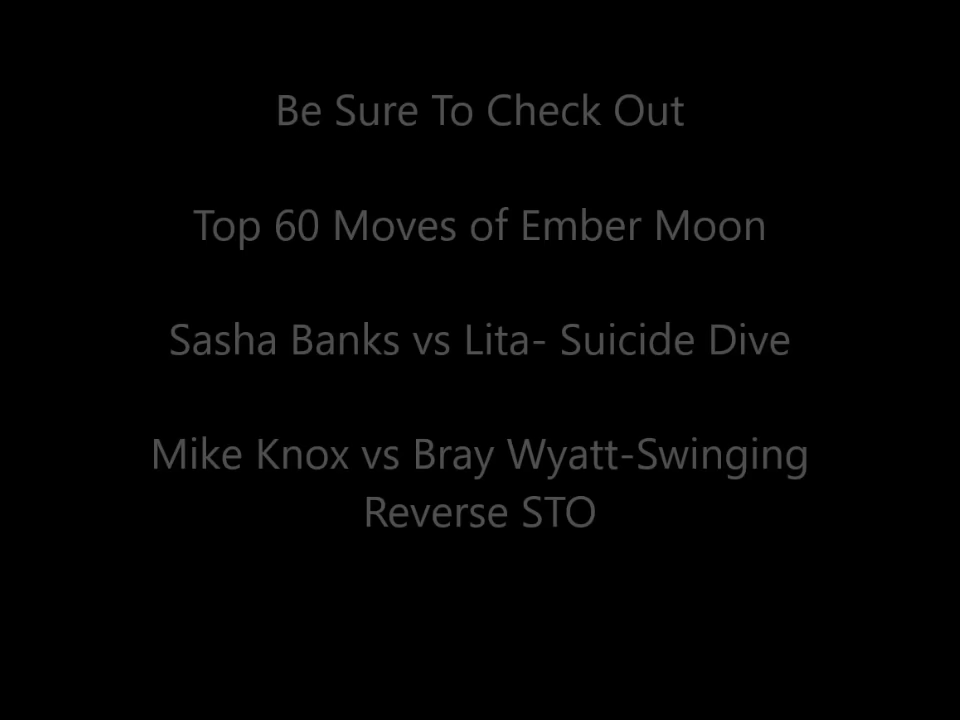 Be Sure To Check Out
Top 60 Moves of Ember Moon
Sasha Banks vs Lita- Suicide Dive
Mike Knox vs Bray Wyatt-Swinging
Reverse STO